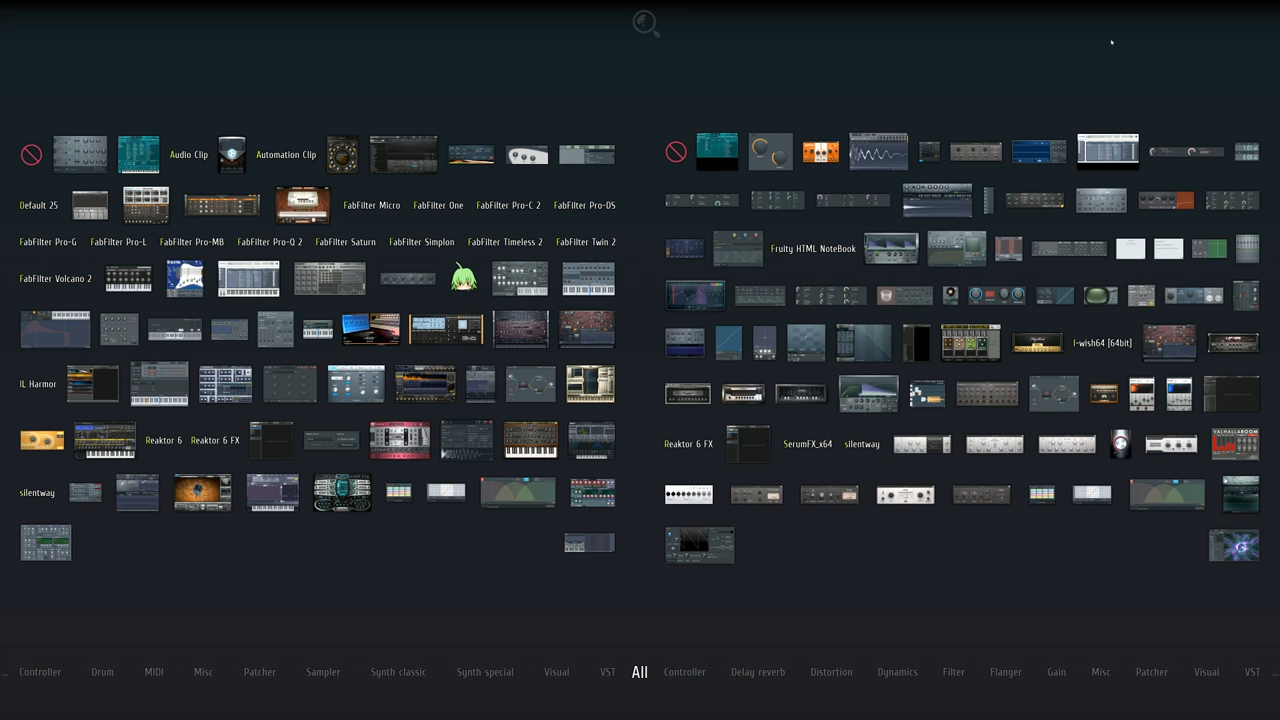 Audio Clip Automation Clip
Default 25 FabFilter Micro FabFilter One FabFilter Pro-C 2 FabFilter Pro-DS
FabFilter Pro-G FabFilter Pro-L FabFilter Pro-MB FabFilter Pro-Q 2 FabFilter Saturn FabFilter Simplon FabFilter Timeless 2 FabFilter Twin 2
FabFilter Volcano 2
IL Harmor
Reaktor 6 Reaktor 6 FX
silentway
Fruity HTML NoteBook
I-wish64 [64bit]
Reaktor 6 FX SerumFX_x64 silentway
VALHALLAROOM
... Controller Drum MIDI Misc Patcher Sampler Synth classic Synth special Visual VST All Controller Delay reverb Distortion Dynamics Filter Flanger Gain Misc Patcher Visual VST ...